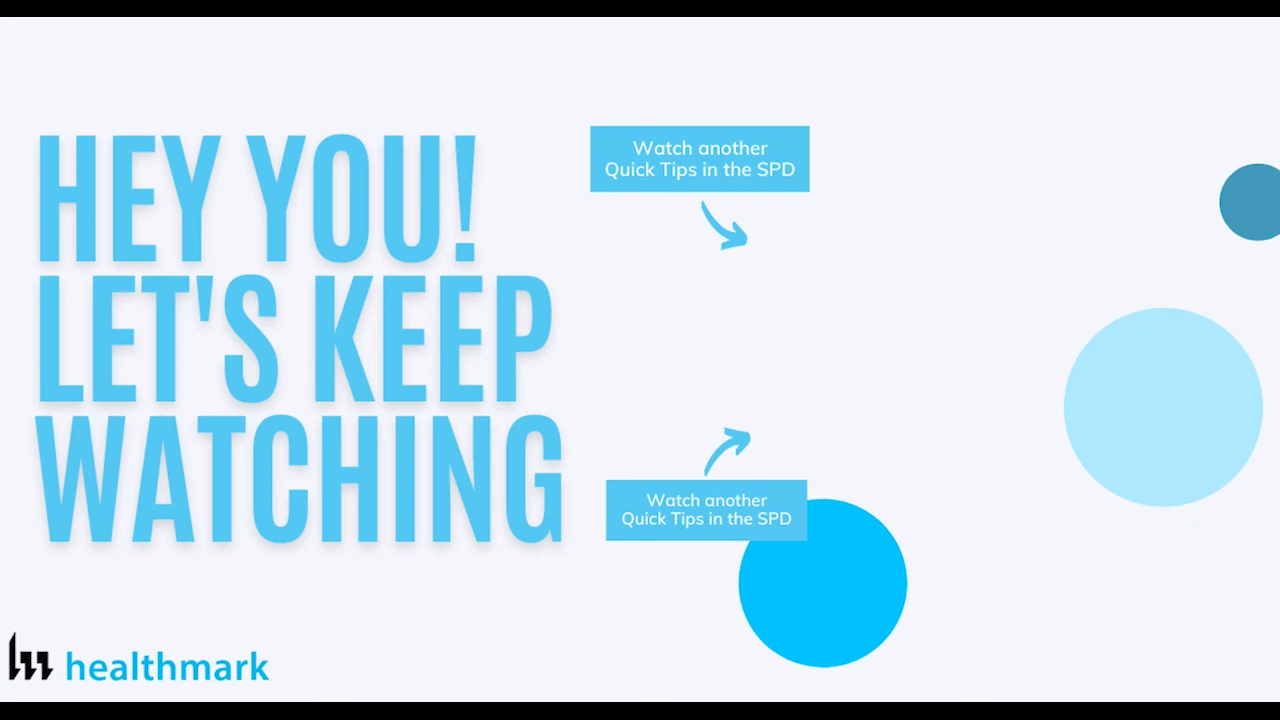 HEY YOU!
LET'S KEEP
WATCHING
Watch another
Quick Tips in the SPD
Watch another
Quick Tips in the SPD
healthmark